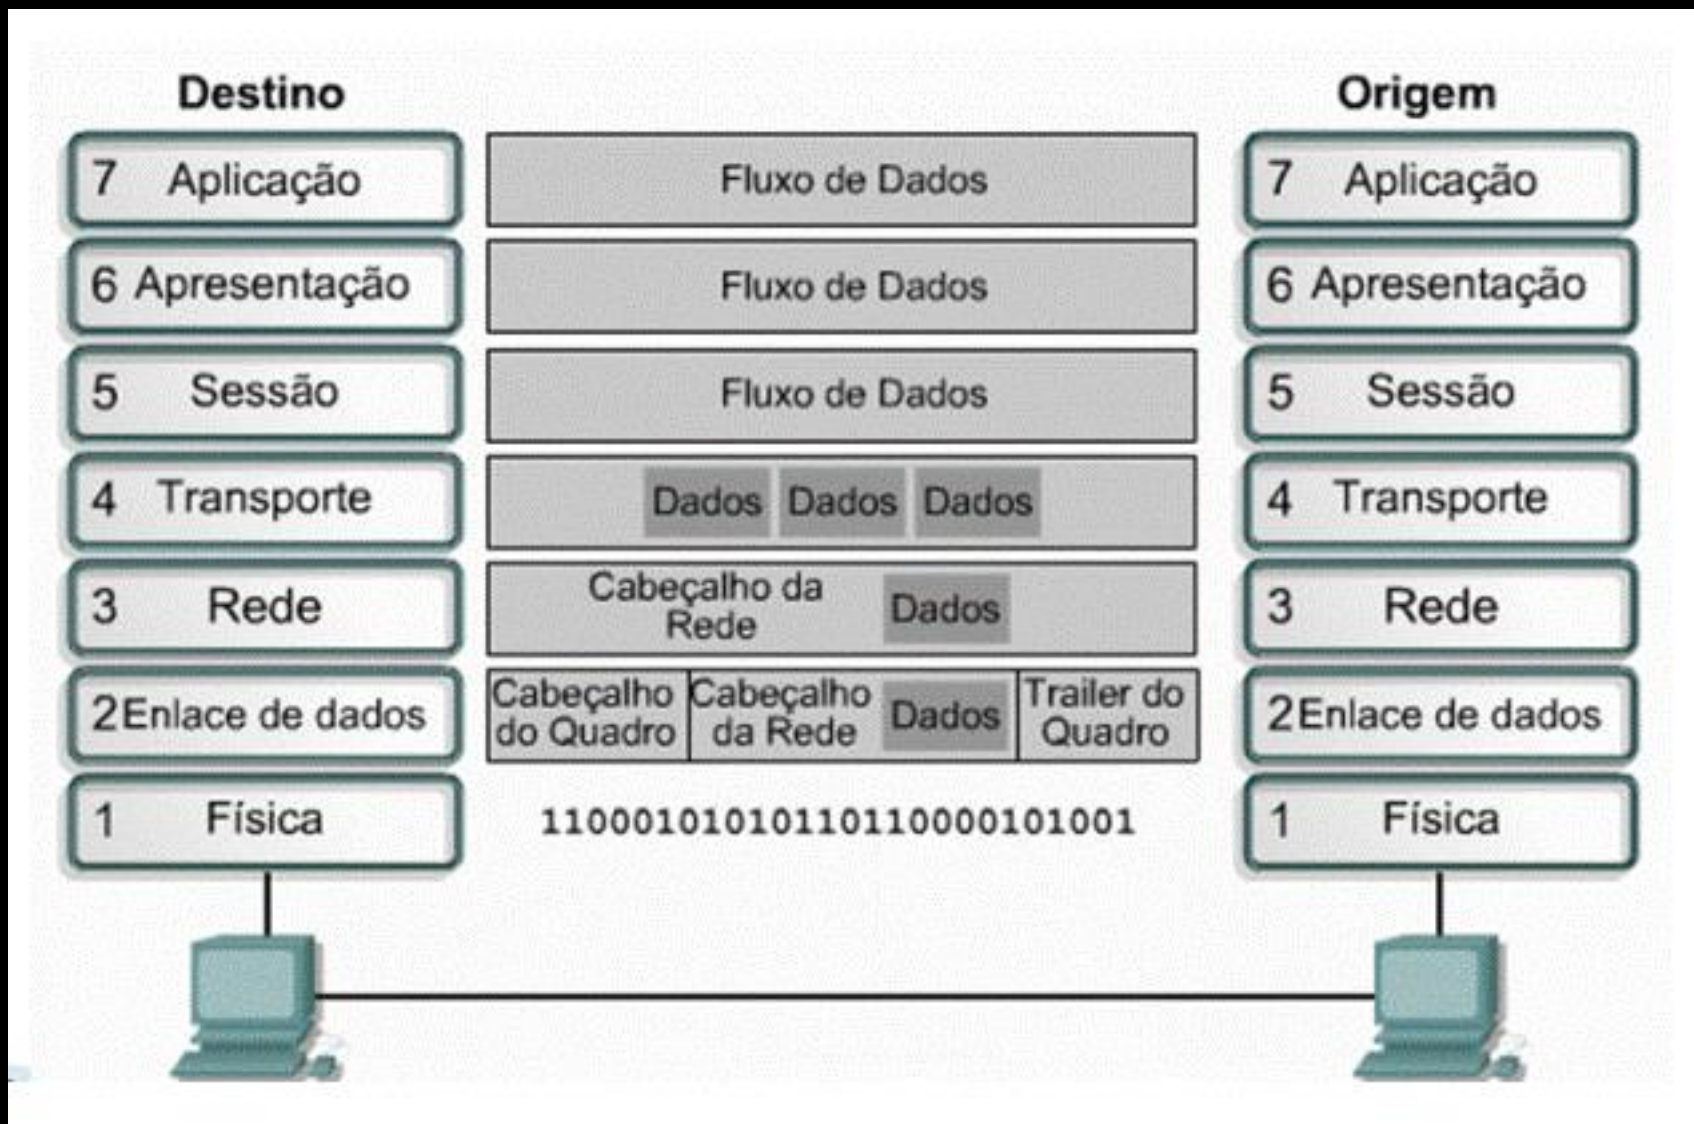 Destino
Origem
7 Aplicação
Fluxo de Dados
7 Aplicação
6 Apresentação
Fluxo de Dados
6 Apresentação
5 Sessão
Fluxo de Dados
5 Sessão
4 Transporte
Dados Dados Dados
4 Transporte
3 Rede
Cabeçalho da
Rede
Dados
3 Rede
2 Enlace de dados
Cabeçalho
do Quadro
Cabeçalho
da Rede
Dados
Trailer do
Quadro
2 Enlace de dados
1 Física
1100010101011011000010 1001
1 Física